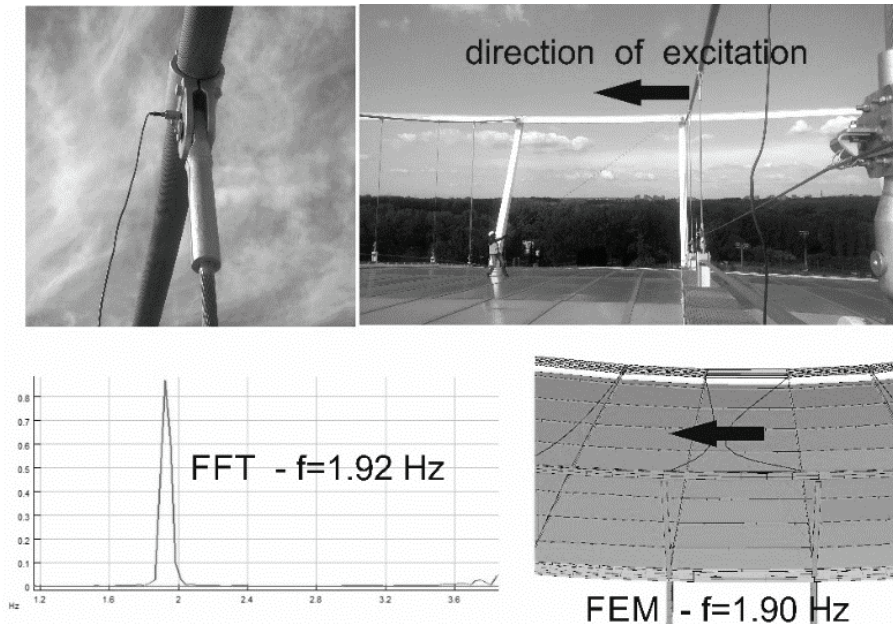 direction of excitation
0.8
0.7
0.6
0.5
0.4
0.3
0.2
0.1
0
Hz 1.2 1.6 2 2.4 2.8 3.2 3.6
FFT - f=1.92 Hz
FEM - f=1.90 Hz